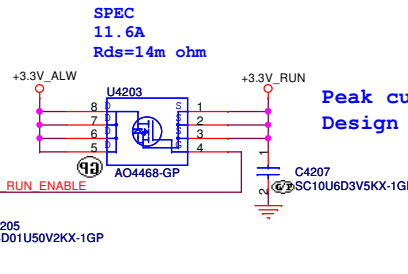 SPEC
11.6A
Rds=14m ohm
+3.3V_ALW
+3.3V_RUN
U4203
Peak cu
Design
8 D S 1
7 D S 2
6 D S 3
5 D G 4
AO4468-GP
RUN_ENABLE
1
C4207
2
SC10U6D3V5KX-1GP
205
D01U50V2KX-1GP